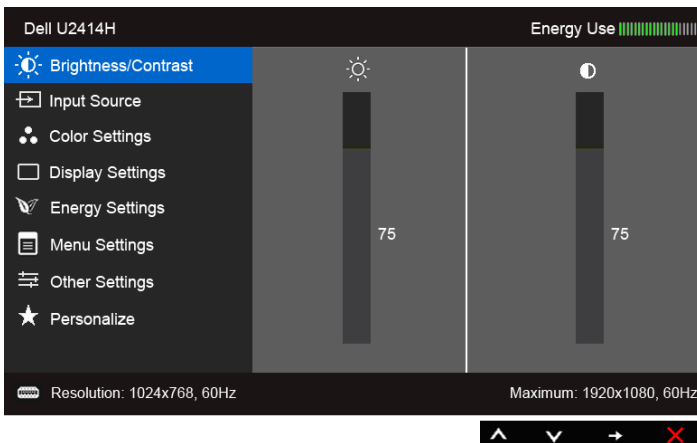 Dell U2414H
Energy Use
Brightness/Contrast
Input Source
Color Settings
Display Settings
Energy Settings
Menu Settings
Other Settings
Personalize
75
75
Resolution: 1024x768, 60Hz
Maximum: 1920x1080, 60Hz